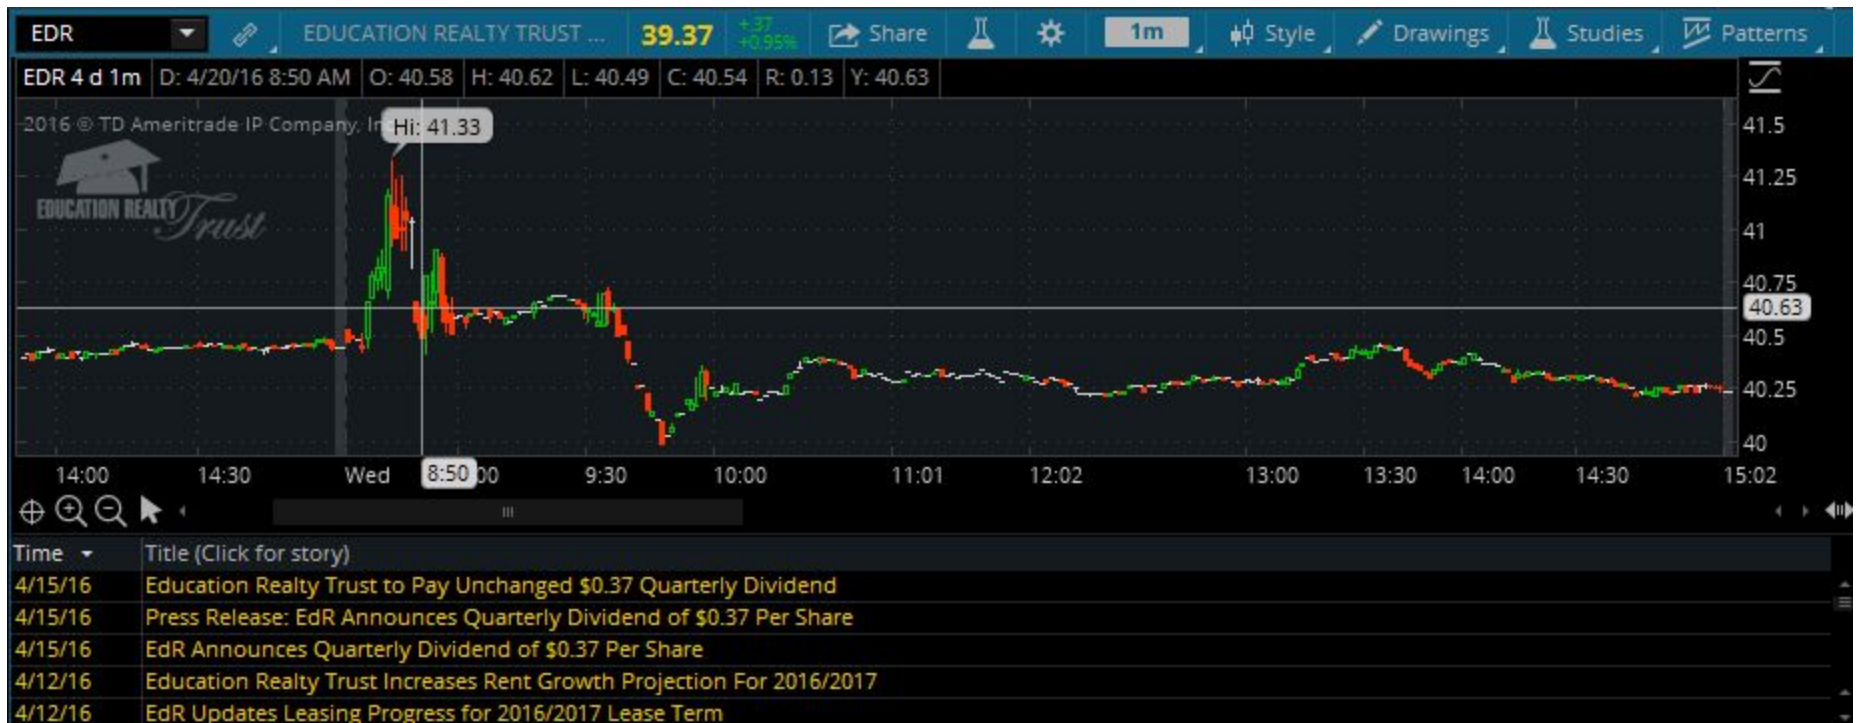 EDR EDUCATION REALTY TRUST ... 39.37 +.37 +0.95% Share 1m Style Drawings Studies Patterns
EDR 4 d 1m D: 4/20/16 8:50 AM O: 40.58 H: 40.62 L: 40.49 C: 40.54 R: 0.13 Y: 40.63
2016 © TD Ameritrade IP Company, In
Hi: 41.33
EDUCATION REALTY
Trust
41.5
41.25
41
40.75
40.63
40.5
40.25
40
14:00 14:30 Wed 8:50 00 9:30 10:00 11:01 12:02 13:00 13:30 14:00 14:30 15:02
Time Title (Click for story)
4/15/16 Education Realty Trust to Pay Unchanged $0.37 Quarterly Dividend
4/15/16 Press Release: EdR Announces Quarterly Dividend of $0.37 Per Share
4/15/16 EdR Announces Quarterly Dividend of $0.37 Per Share
4/12/16 Education Realty Trust Increases Rent Growth Projection For 2016/2017
4/12/16 EdR Updates Leasing Progress for 2016/2017 Lease Term